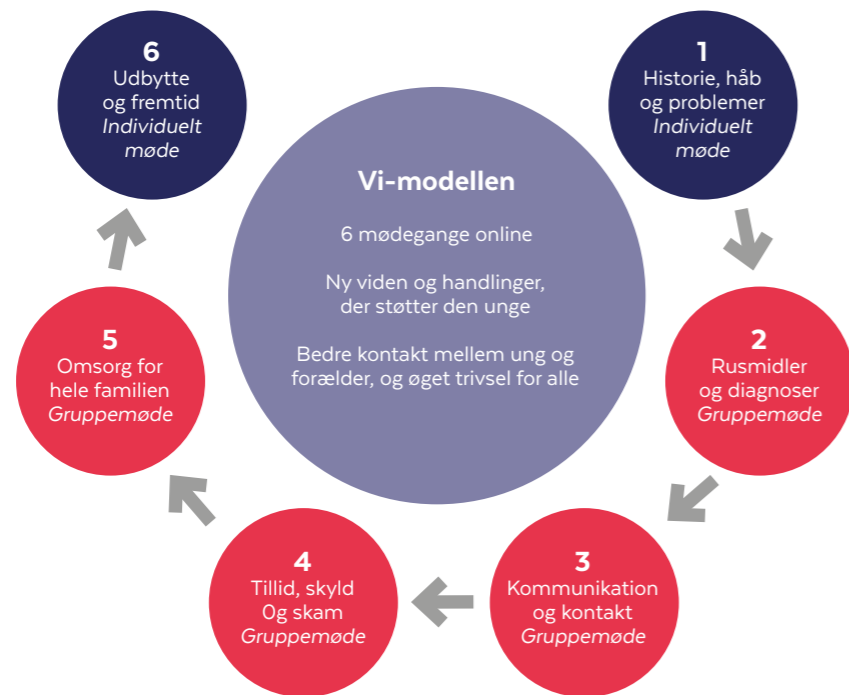 Vi-modellen
6 mødegange online
Ny viden og handlinger,
der støtter den unge
Bedre kontakt mellem ung og
forælder, og øget trivsel for alle
1
Historie, håb
og problemer
Individuelt
møde
2
Rusmidler
og diagnoser
Gruppemøde
3
Kommunikation
og kontakt
Gruppemøde
4
Tillid, skyld
0g skam
Gruppemøde
5
Omsorg for
hele familien
Gruppemøde
6
Udbytte
og fremtid
Individuelt
møde